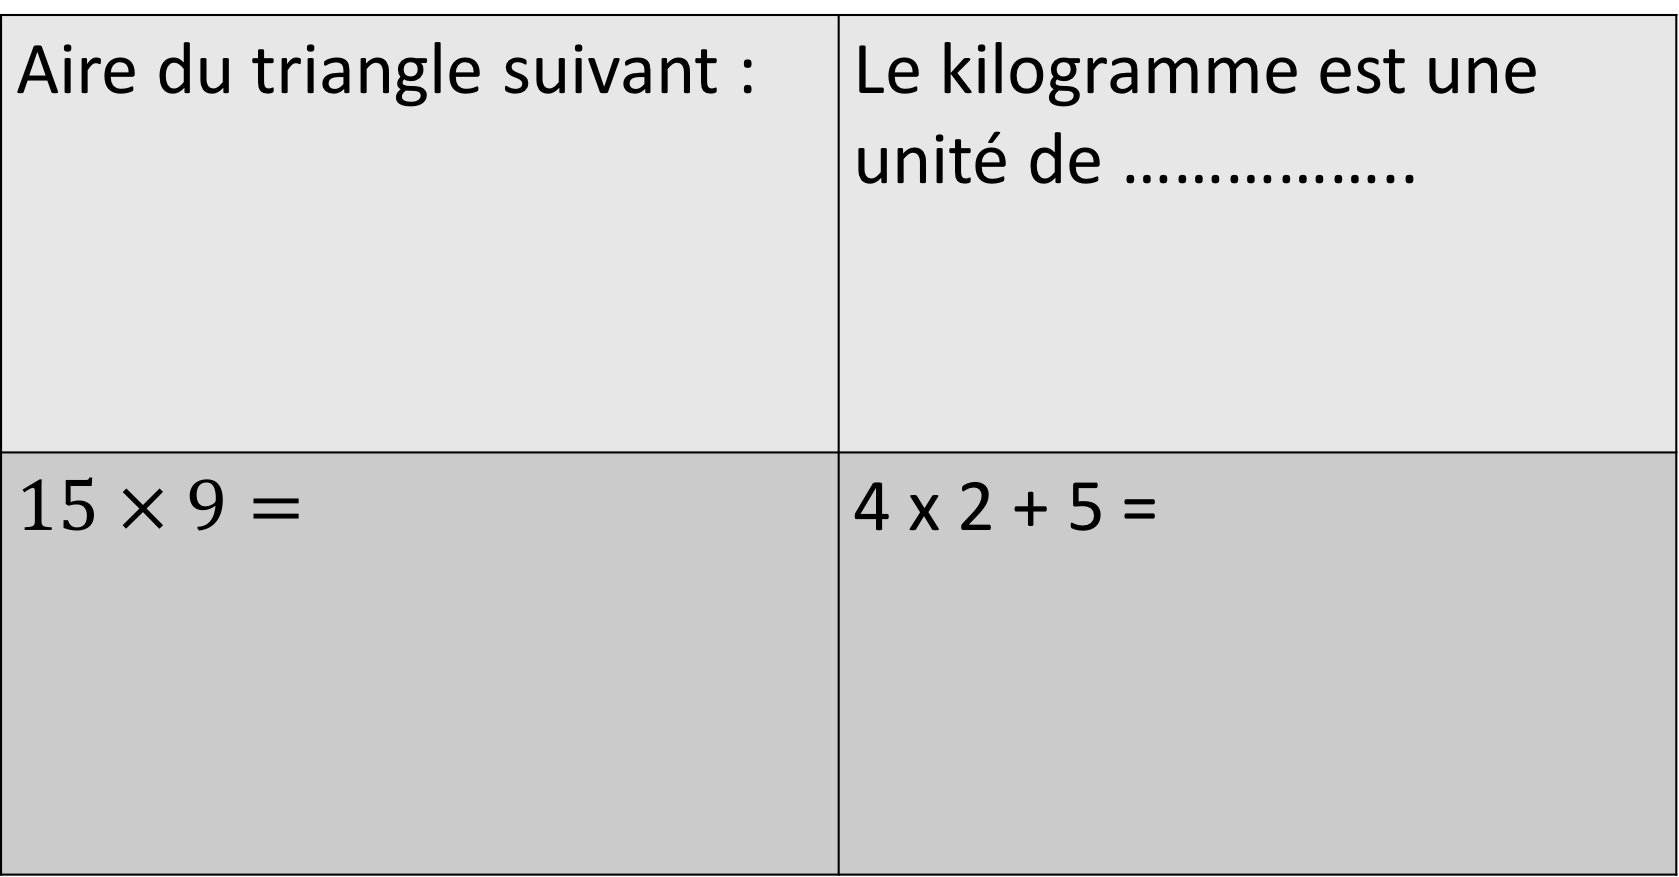 Aire du triangle suivant :
Le kilogramme est une
unité de ……………..
15 × 9 =
4 x 2 + 5 =